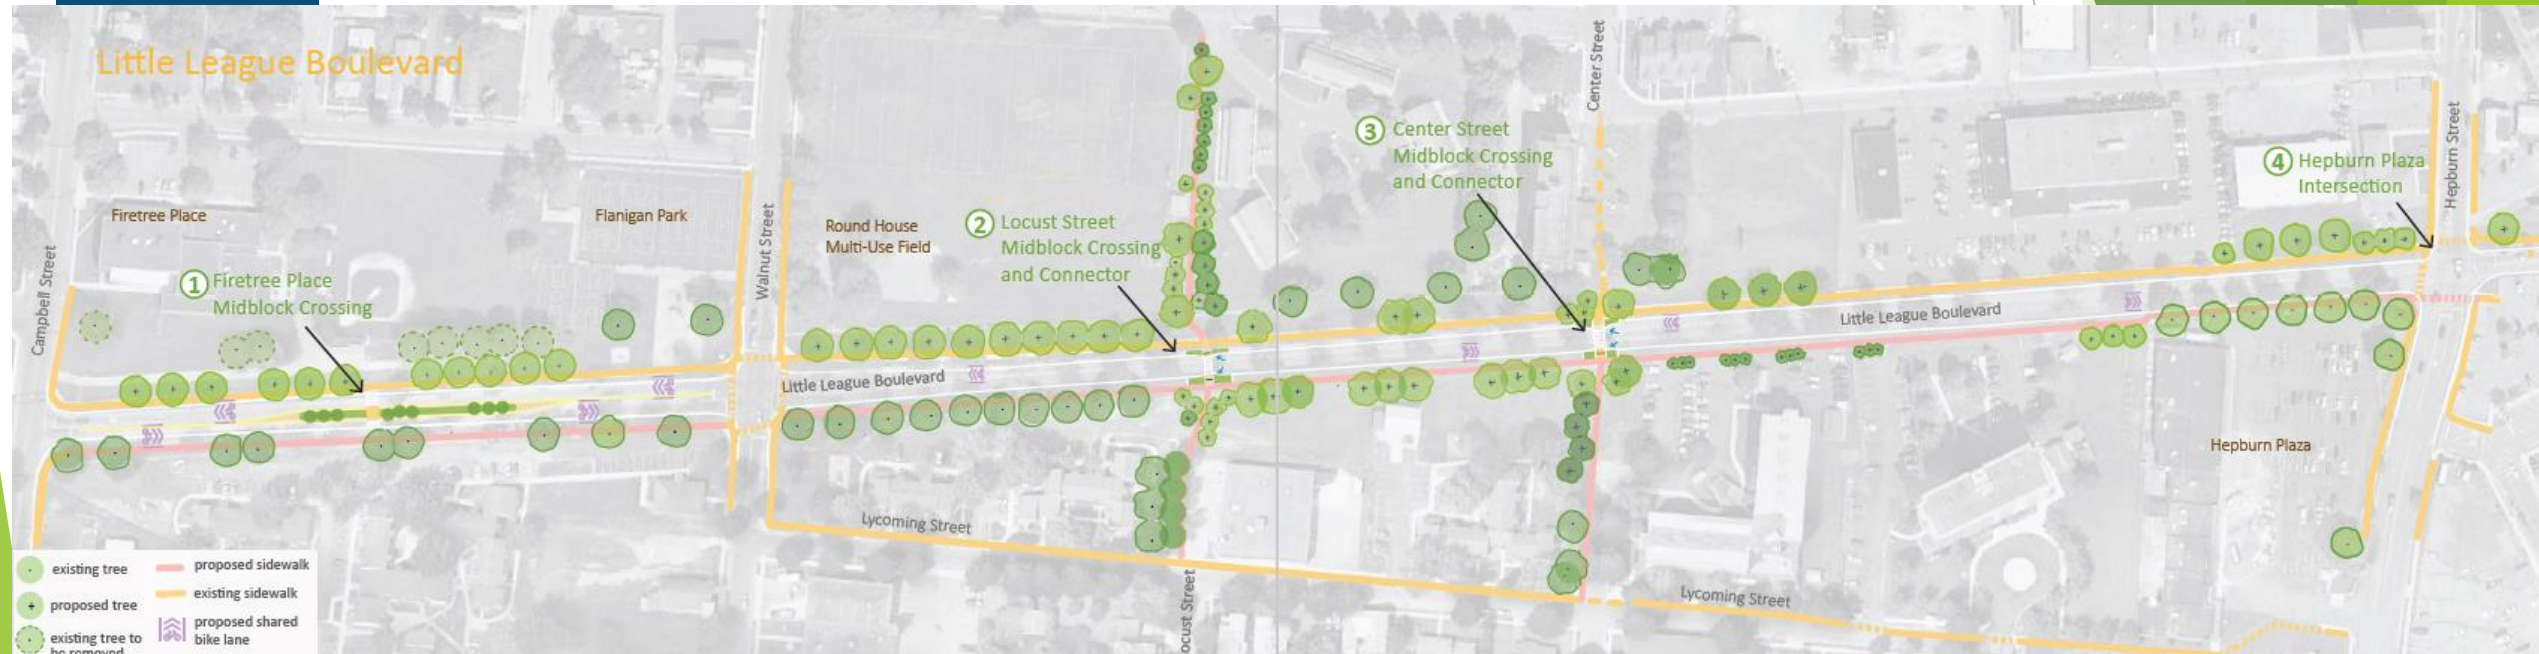 Little League Boulevard
Campbell Street
Firetree Place
1 Firetree Place
Midblock Crossing
Flanigan Park
Walnut Street
Round House
Multi-Use Field
2 Locust Street
Midblock Crossing
and Connector
3 Center Street
Midblock Crossing
and Connector
Center Street
4 Hepburn Plaza
Intersection
Hepburn Street
Little League Boulevard
Little League Boulevard
Hepburn Plaza
Lycoming Street
Lycoming Street
ocust Street
existing tree
proposed tree
existing tree to
be removed
proposed sidewalk
existing sidewalk
proposed shared
bike lane